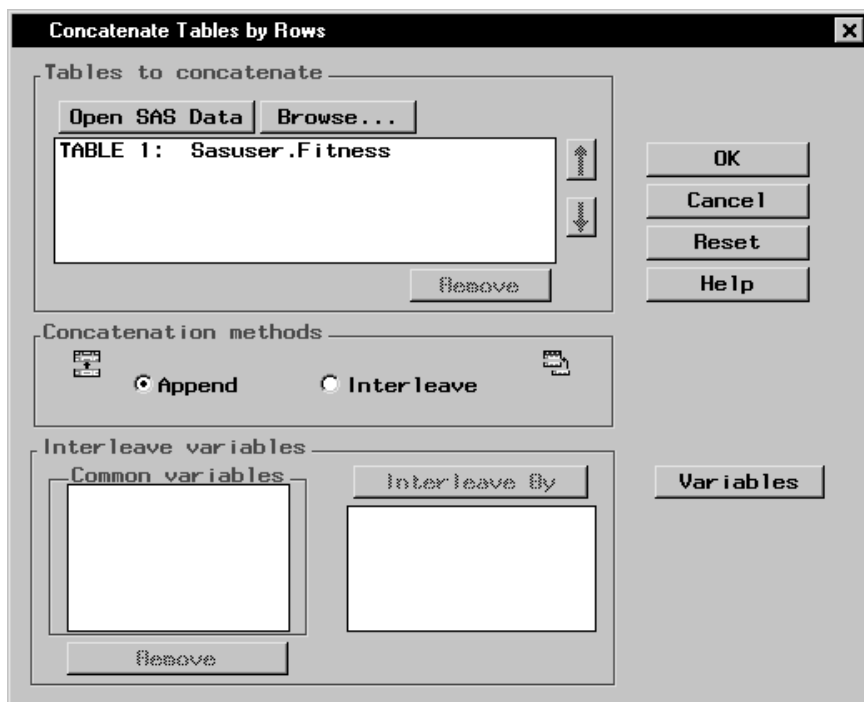 Concatenate Tables by Rows
Tables to concatenate
Open SAS Data Browse...
TABLE 1: Sasuser.Fitness
Remove
OK
Cancel
Reset
Help
Concatenation methods
Append Interleave
Interleave variables
Common variables
Interleave By
Remove
Variables